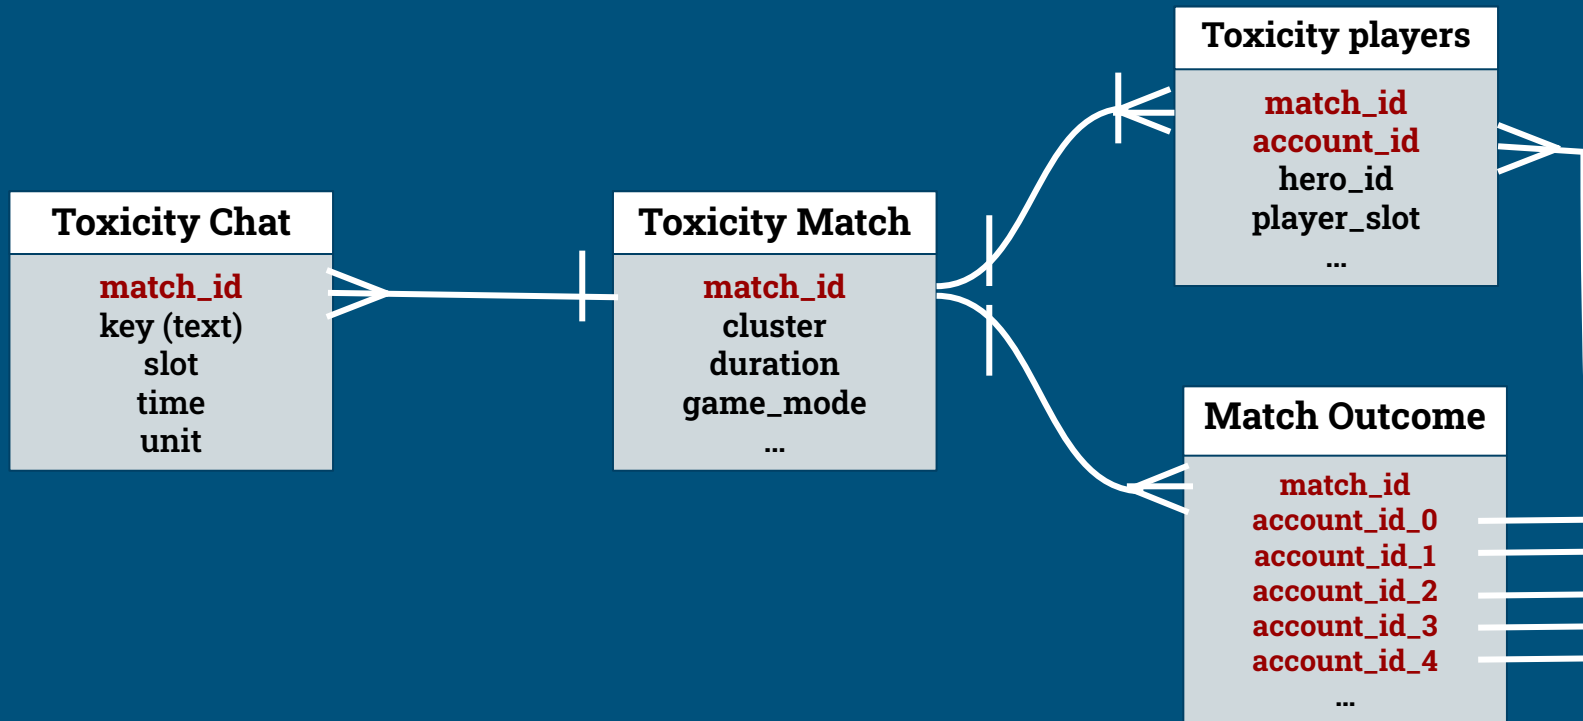 Toxicity Chat
match_id
key (text)
slot
time
unit
Toxicity Match
match_id
cluster
duration
game_mode
...
Toxicity players
match_id
account_id
hero_id
player_slot
...
Match Outcome
match_id
account_id_0
account_id_1
account_id_2
account_id_3
account_id_4
...